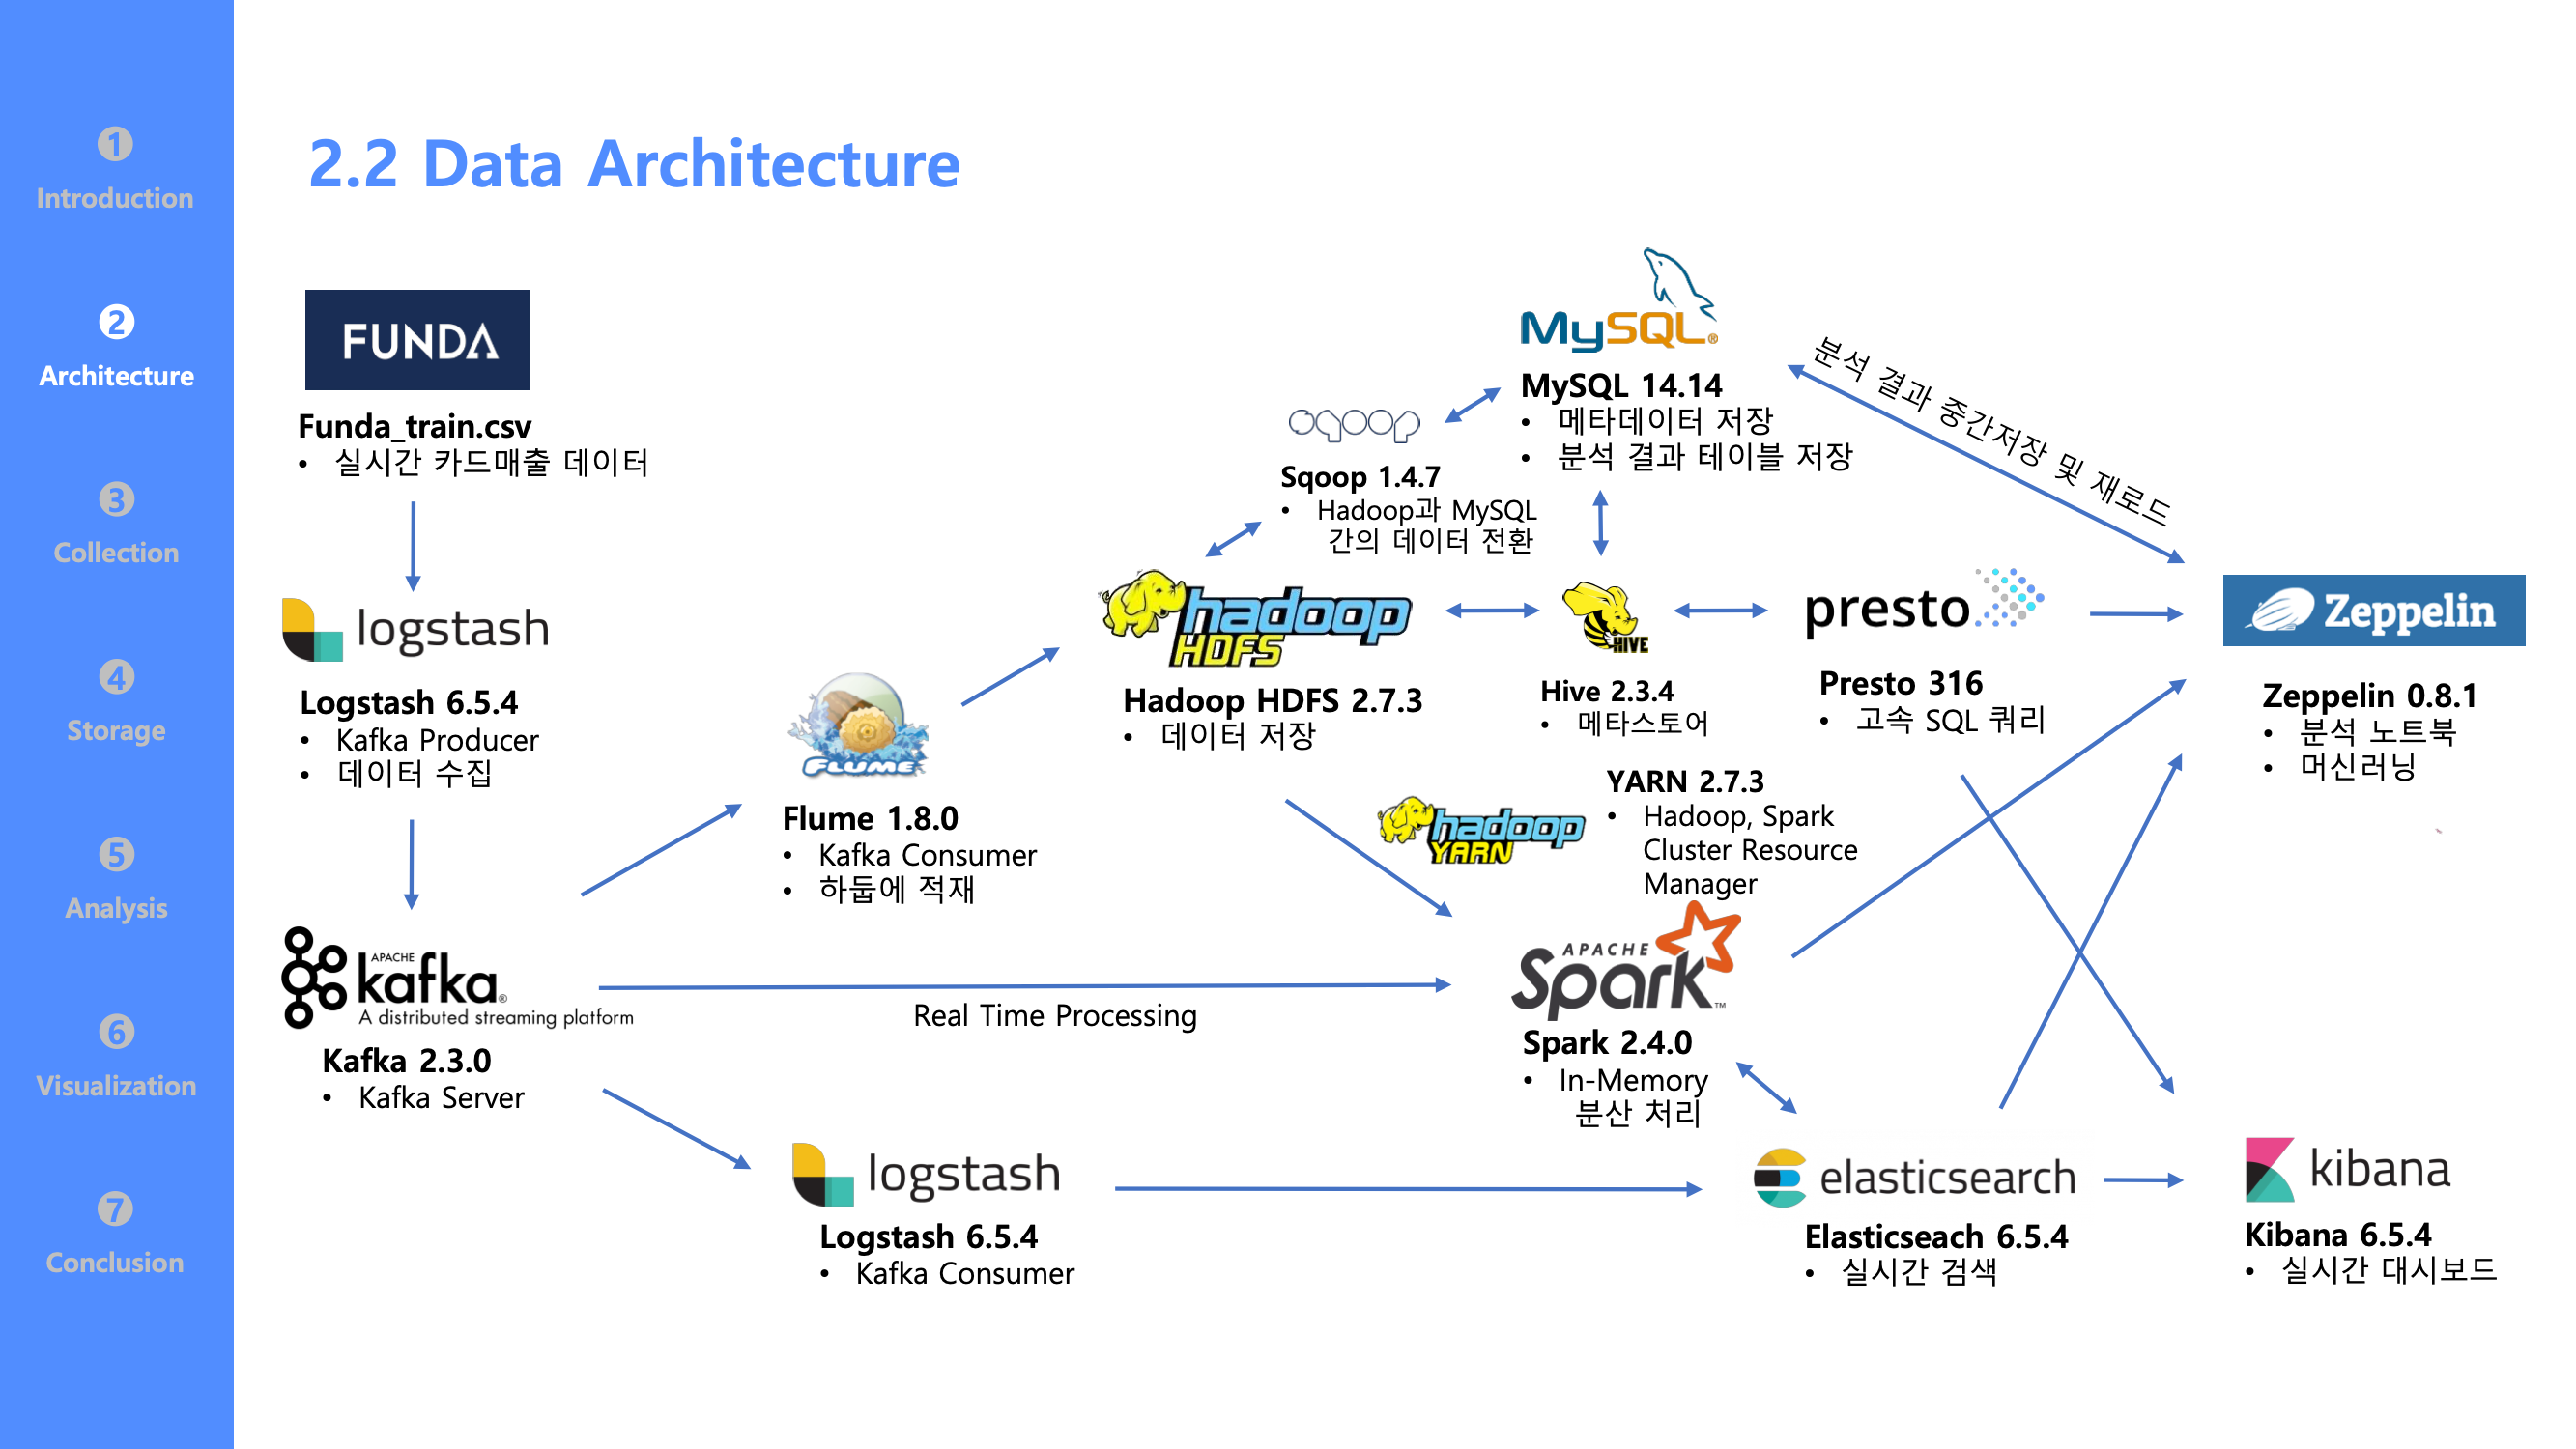 1
Introduction
2
Architecture
3
Collection
4
Storage
5
Analysis
6
Visualization
7
Conclusion
2.2 Data Architecture
FUNDA
Funda_train.csv
• 실시간 카드매출 데이터
logstash
Logstash 6.5.4
• Kafka Producer
• 데이터 수집
APACHE
kafka®
A distributed streaming platform
Kafka 2.3.0
• Kafka Server
FLUME
Flume 1.8.0
• Kafka Consumer
• 하둡에 적재
Real Time Processing
logstash
Logstash 6.5.4
• Kafka Consumer
sqoop
Sqoop 1.4.7
• Hadoop과 MySQL
간의 데이터 전환
MySQL®
MySQL 14.14
• 메타데이터 저장
• 분석 결과 테이블 저장
분석 결과 중간저장 및 재로드
hadoop
HDFS
Hadoop HDFS 2.7.3
• 데이터 저장
HIVE
Hive 2.3.4
• 메타스토어
presto
Presto 316
• 고속 SQL 쿼리
Zeppelin
Zeppelin 0.8.1
• 분석 노트북
• 머신러닝
hadoop
YARN
YARN 2.7.3
• Hadoop, Spark
Cluster Resource
Manager
APACHE
Spark™
Spark 2.4.0
• In-Memory
분산 처리
elasticsearch
Elasticseach 6.5.4
• 실시간 검색
kibana
Kibana 6.5.4
• 실시간 대시보드